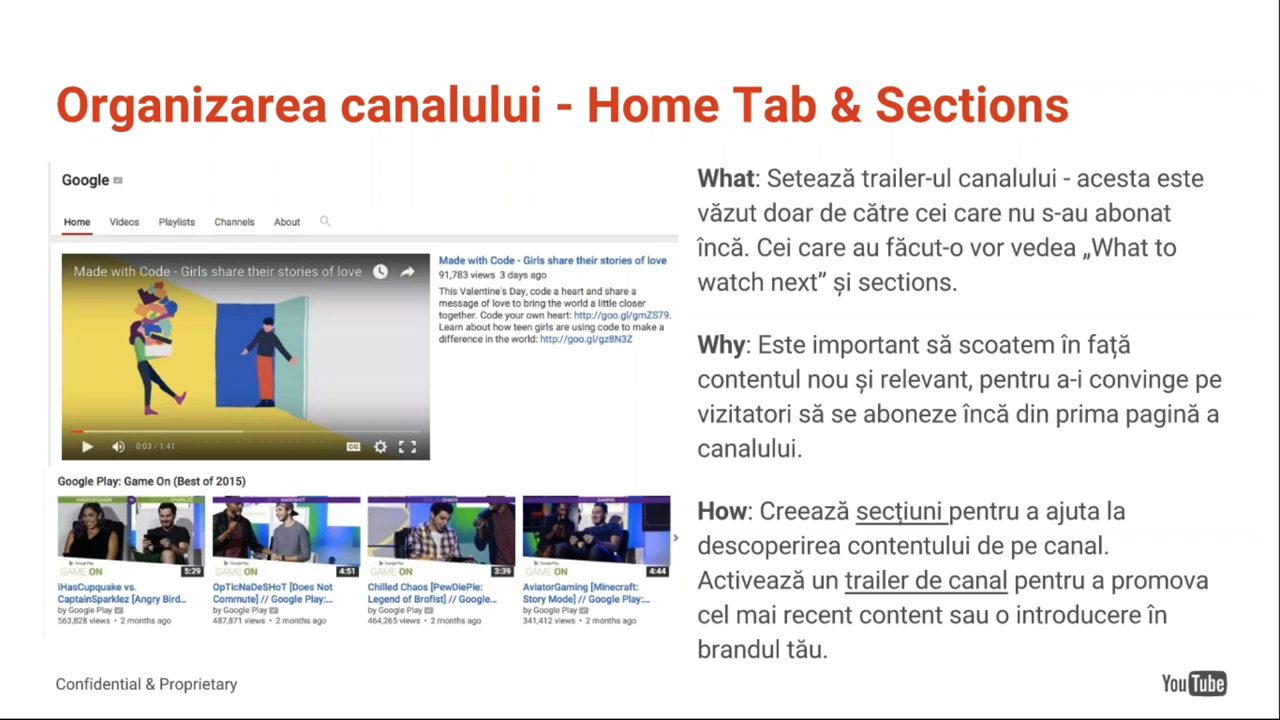 Organizarea canalului - Home Tab & Sections
Google
Home Videos Playlists Channels About
Made with Code - Girls share their stories of love
0:03 / 1:41
CC
Made with Code - Girls share their stories of love
91,783 views 3 days ago
This Valentine's Day, code a heart and share a
message of love to bring the world a little closer
together. Code your own heart: http://goo.gl/gmZS79.
Learn about how teen girls are using code to make a
difference in the world: http://goo.gl/gz8N3Z
Google Play: Game On (Best of 2015)
GAME ON
5:29
iHasCupquake vs.
CaptainSparklez [Angry Bird...
by Google Play
563,828 views • 2 months ago
GAME ON
4:51
OpTicNaDeSHoT [Does Not
Commute] // Google Play:...
by Google Play
487,871 views • 2 months ago
GAME ON
3:39
Chilled Chaos [PewDiePie:
Legend of Brofist] // Google...
by Google Play
464,265 views • 2 months ago
GAME ON
4:44
AviatorGaming [Minecraft:
Story Mode] // Google Play:...
by Google Play
341,412 views • 2 months ago
What: Setează trailer-ul canalului - acesta este
văzut doar de către cei care nu s-au abonat
încă. Cei care au făcut-o vor vedea „What to
watch next” și sections.
Why: Este important să scoatem în față
contentul nou și relevant, pentru a-i convinge pe
vizitatori să se aboneze încă din prima pagină a
canalului.
How: Creează secțiuni pentru a ajuta la
descoperirea contentului de pe canal.
Activează un trailer de canal pentru a promova
cel mai recent content sau o introducere în
brandul tău.
Confidential & Proprietary
YouTube